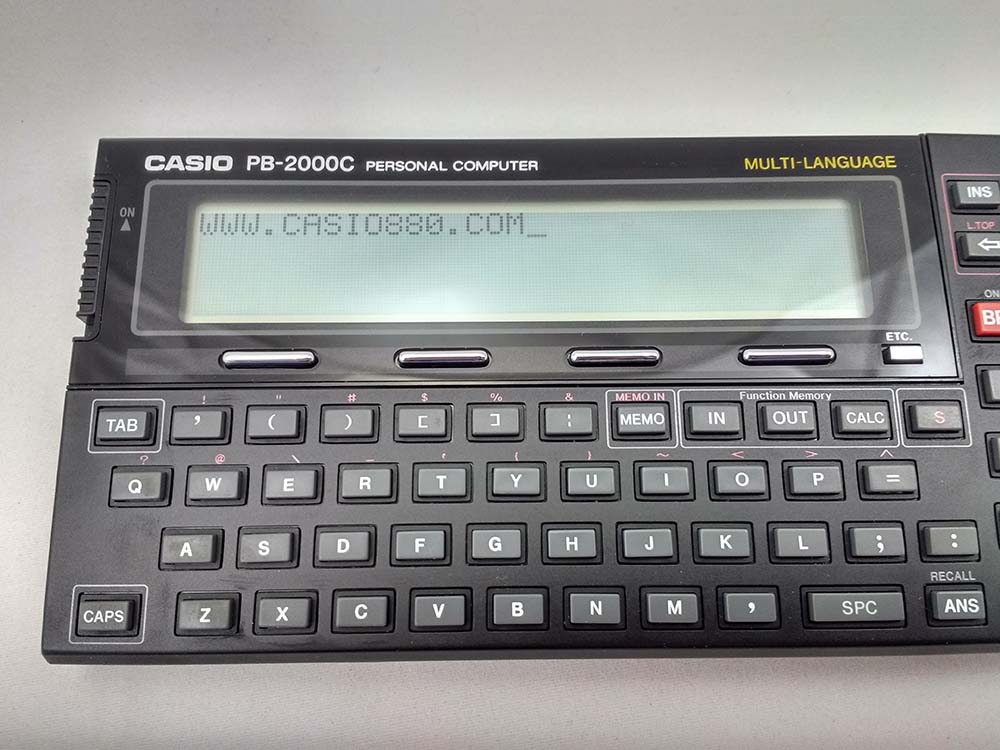 CASIO PB-2000C PERSONAL COMPUTER MULTI-LANGUAGE
ON
WWW.CASIO880.COM_
INS
L.TOP
ON
ETC.
! " # $ % & MEMO IN Function Memory
TAB ' ( ) [ ] ¦ MEMO IN OUT CALC S
? @ \ _ ' { } ~ < > ^
Q W E R T Y U I O P =
A S D F G H J K L ; :
RECALL
CAPS Z X C V B N M , SPC ANS